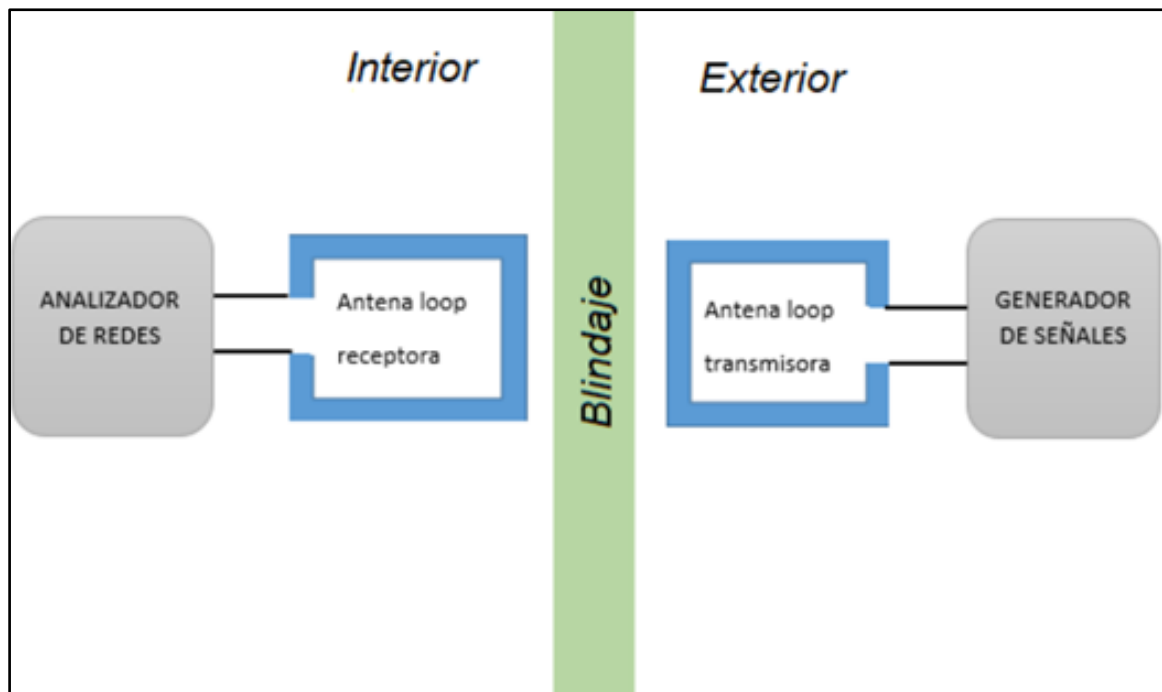 Interior
Exterior
ANALIZADOR
DE REDES
Antena loop
receptora
Blindaje
Antena loop
transmisora
GENERADOR
DE SEÑALES